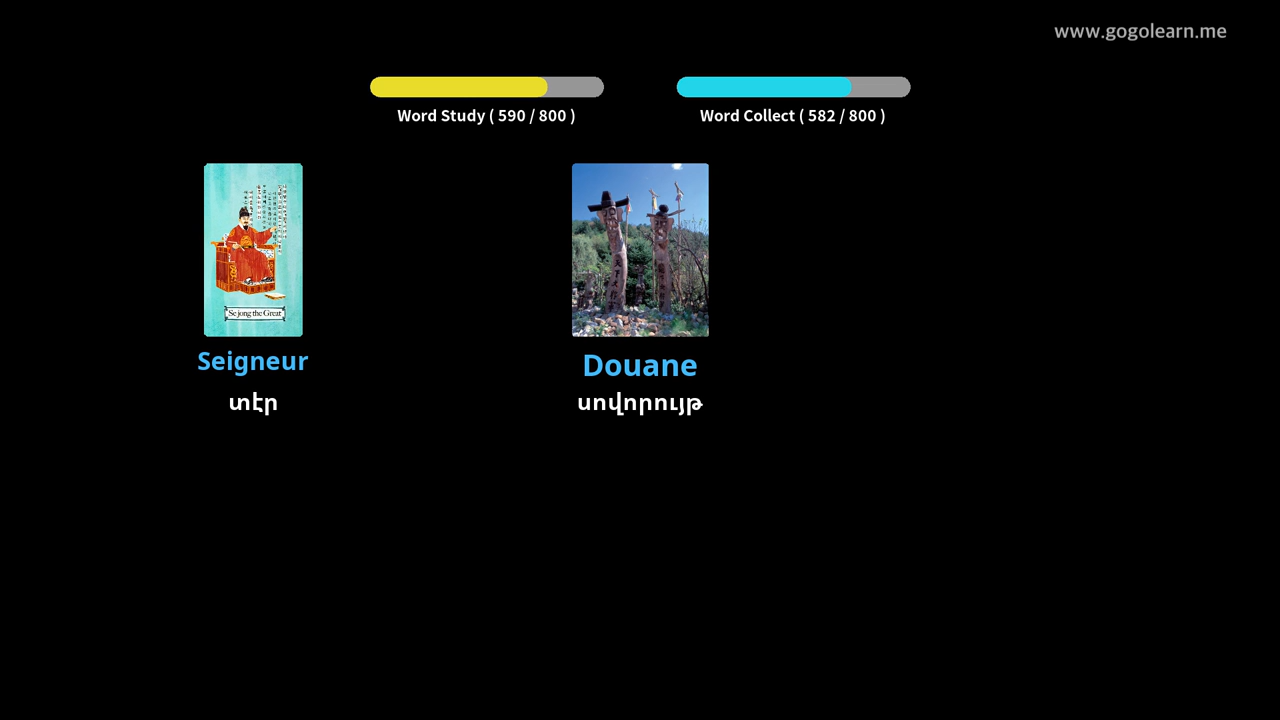 www.gogolearn.me
Word Study ( 590 / 800 )
Word Collect ( 582 / 800 )
Sejong the Great
Seigneur
տէր
Douane
սովորույթ